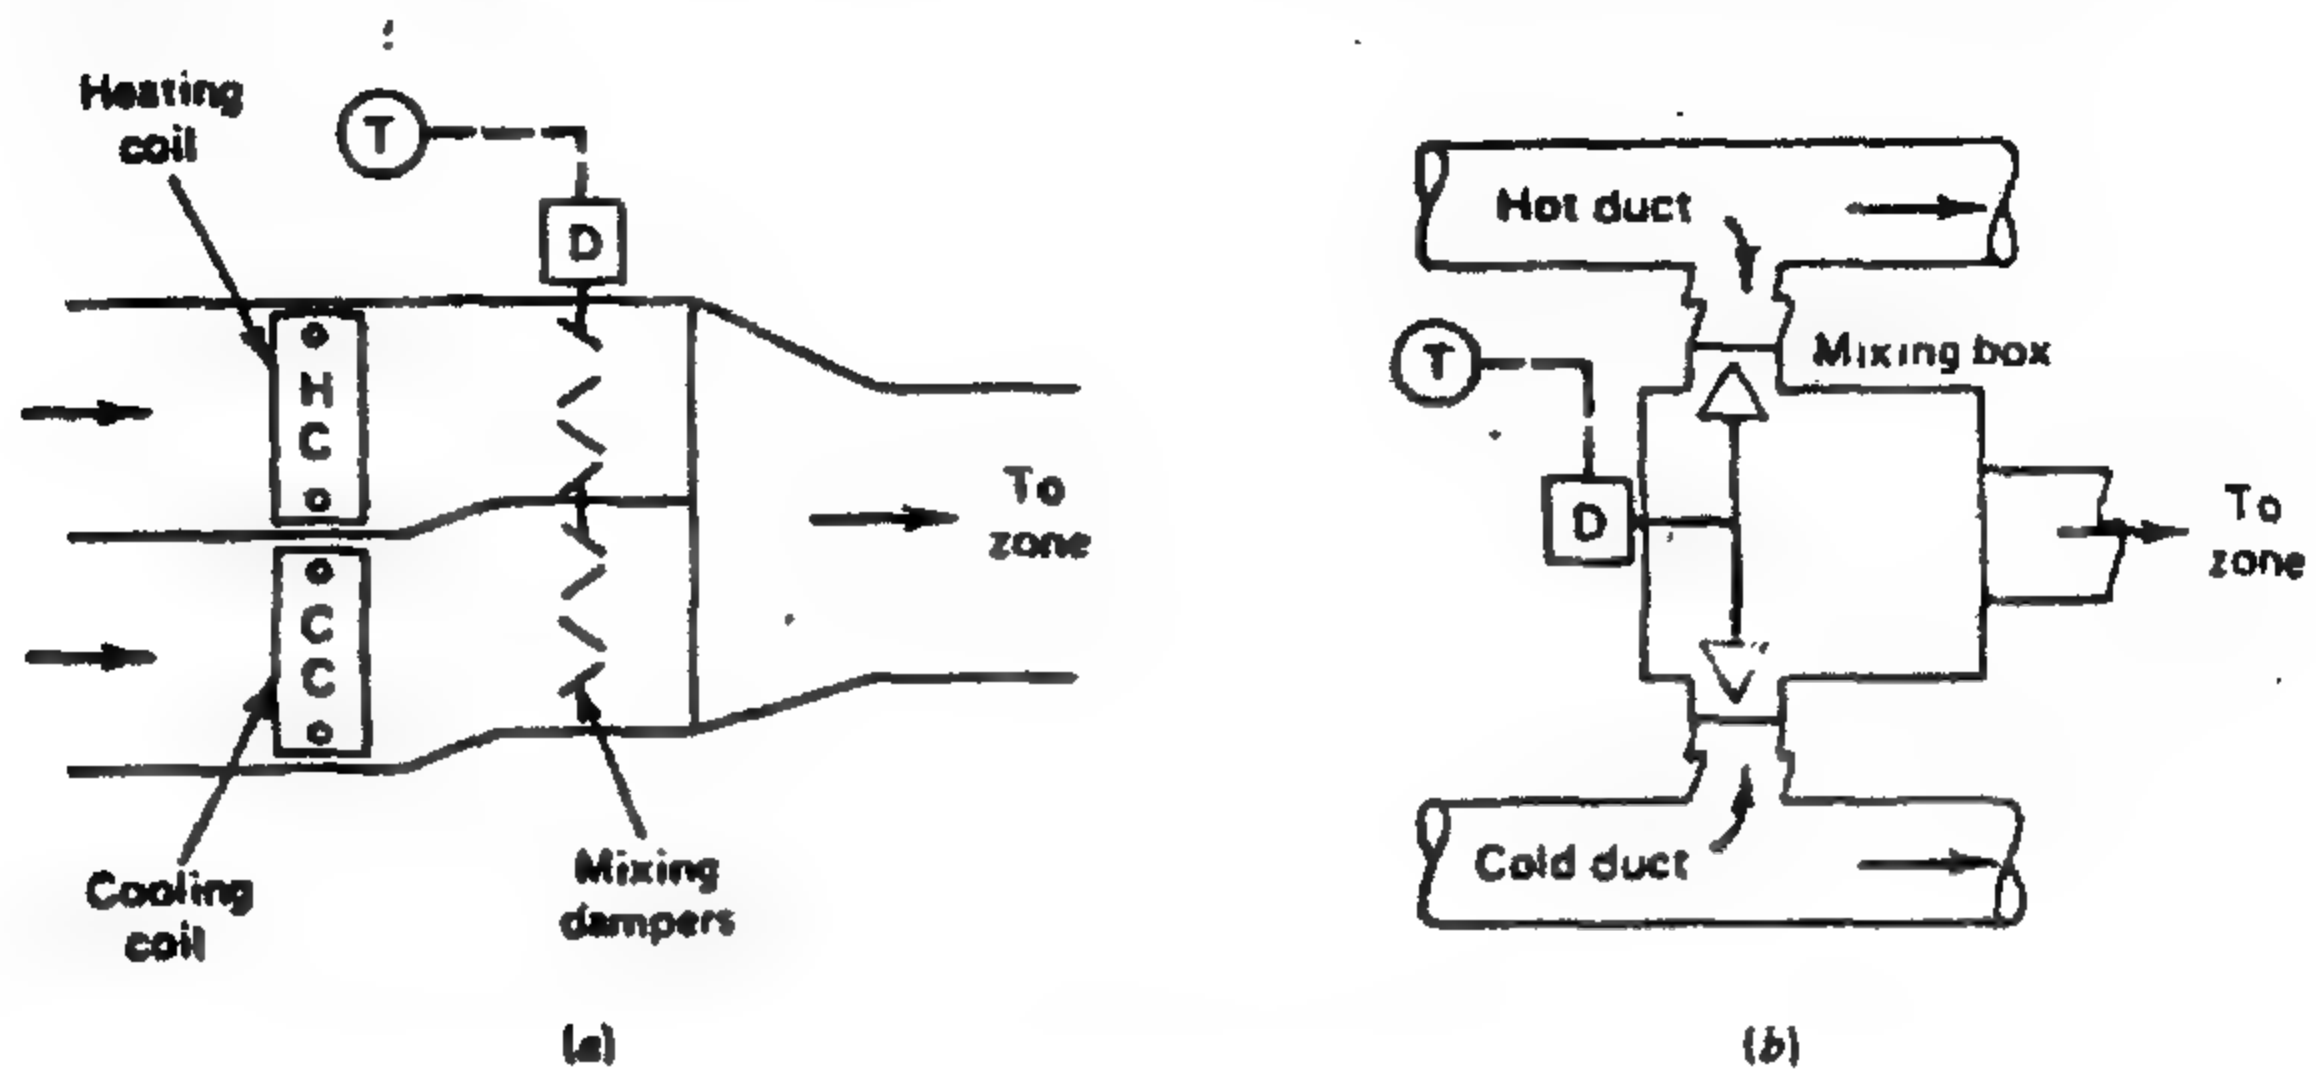 Heating
coil
T
D
H
C
C
C
To
zone
Cooling
coil
Mixing
dampers
(a)
Hot duct
T
Mixing box
D
To
zone
Cold duct
(b)